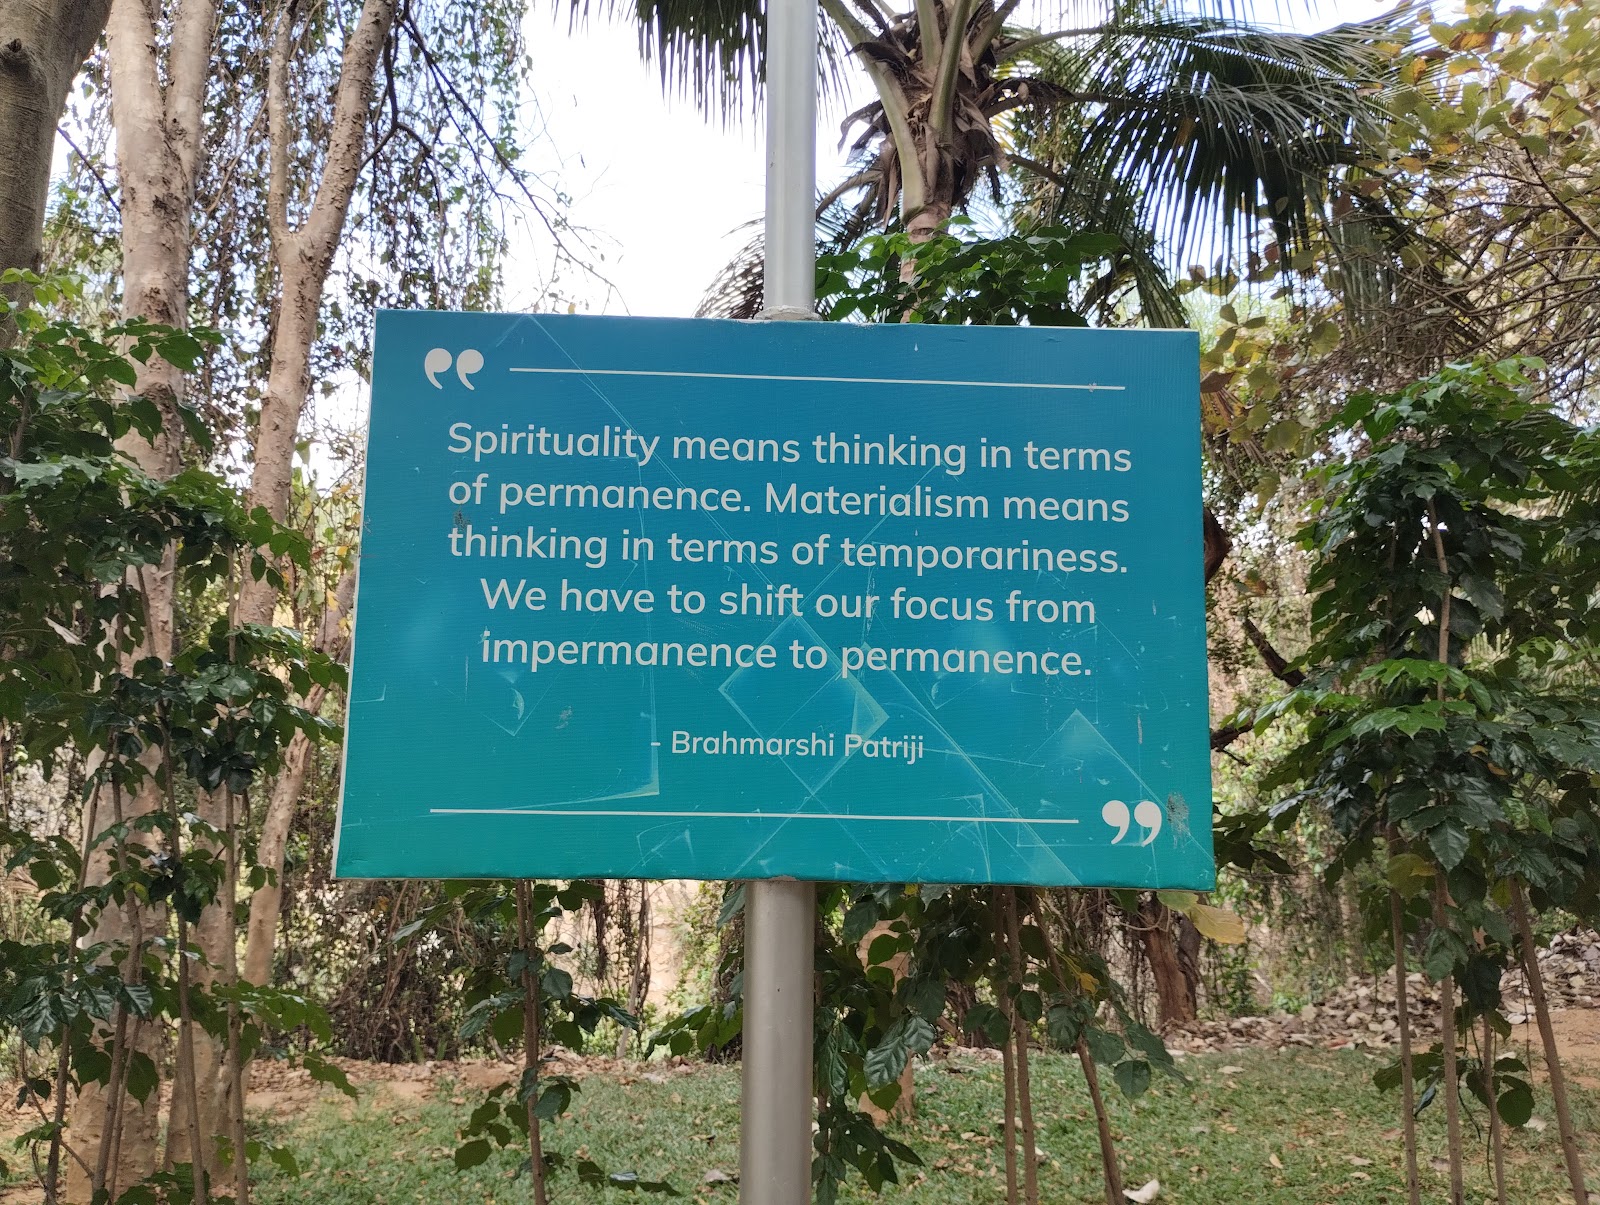 Spirituality means thinking in terms
of permanence. Materialism means
thinking in terms of temporariness.
We have to shift our focus from
impermanence to permanence.
- Brahmarshi Patriji